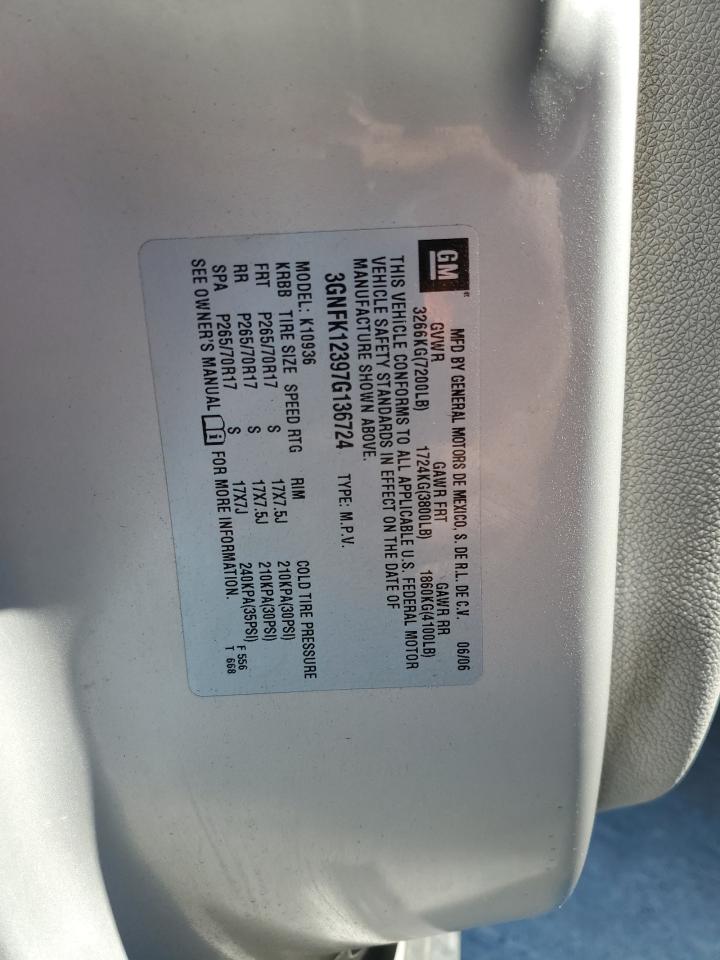 GM
MFD BY GENERAL MOTORS DE MEXICO, S. DE R.L. DE C.V. 06/06
GVWR GAWR FRT GAWR RR
3266KG(7200LB) 1724KG(3800LB) 1860KG(4100LB)
THIS VEHICLE CONFORMS TO ALL APPLICABLE U.S. FEDERAL MOTOR
VEHICLE SAFETY STANDARDS IN EFFECT ON THE DATE OF
MANUFACTURE SHOWN ABOVE.
3GNFK12397G136724 TYPE: M.P.V.
MODEL: K10936
KRBB TIRE SIZE SPEED RTG RIM COLD TIRE PRESSURE
FRT P265/70R17 S 17X7.5J 210KPA(30PSI)
RR P265/70R17 S 17X7.5J 210KPA(30PSI)
SPA P265/70R17 S 17X7J 240KPA(35PSI)
SEE OWNER'S MANUAL i FOR MORE INFORMATION.
F 556
T 668